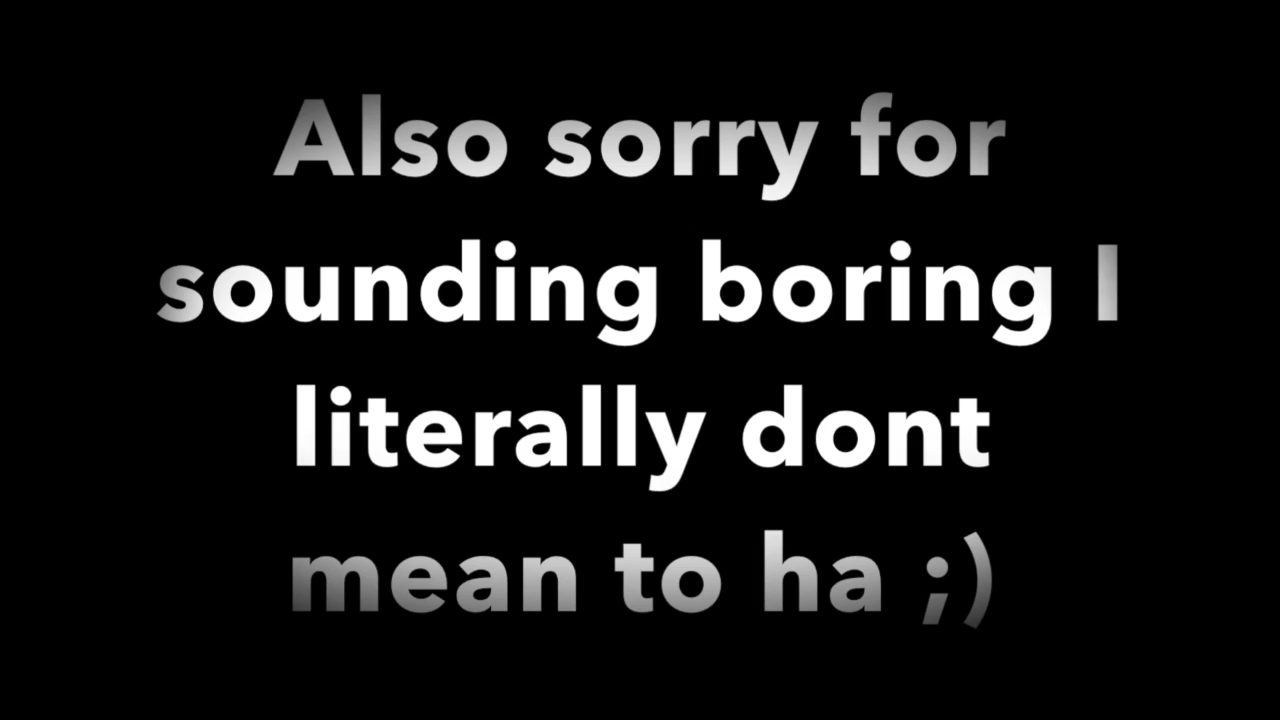 Also sorry for
sounding boring I
literally dont
mean to ha ;)